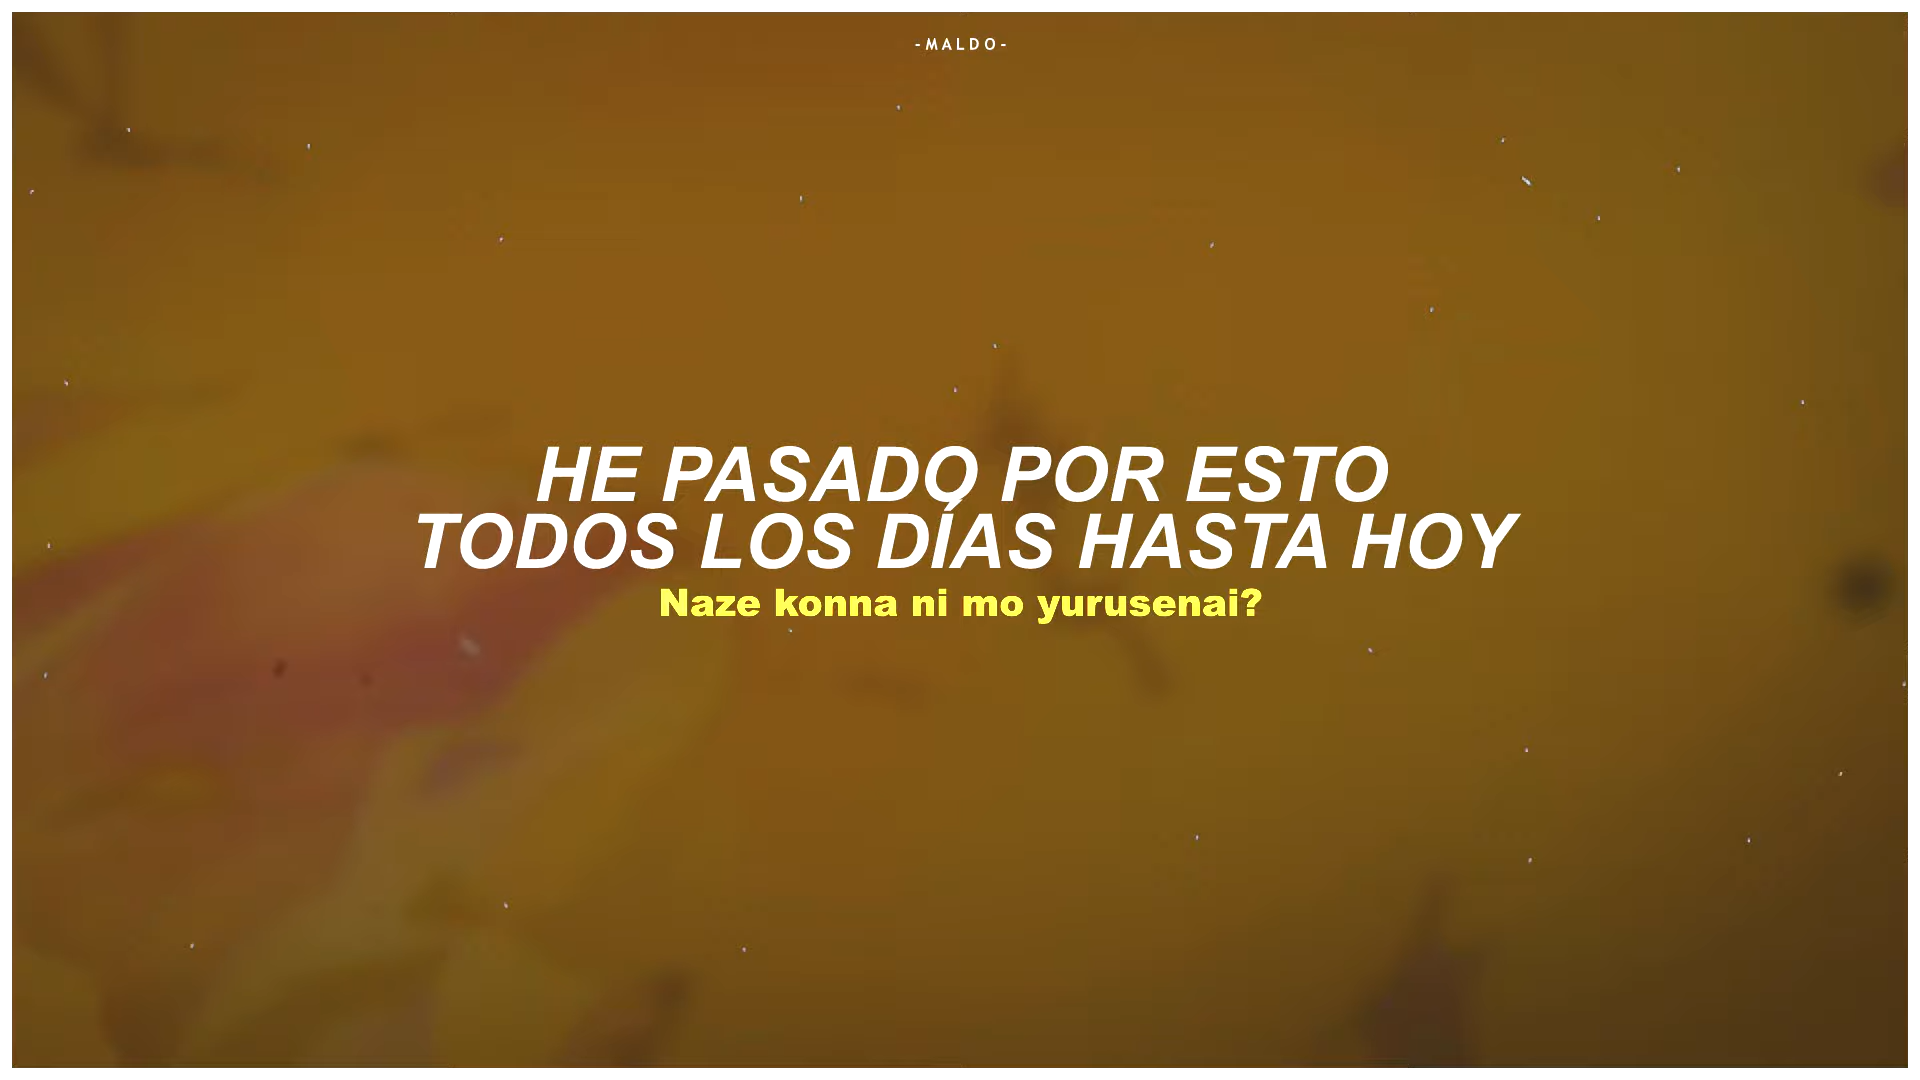 -MALDO-
HE PASADO POR ESTO
TODOS LOS DÍAS HASTA HOY
Naze konna ni mo yurusenai?